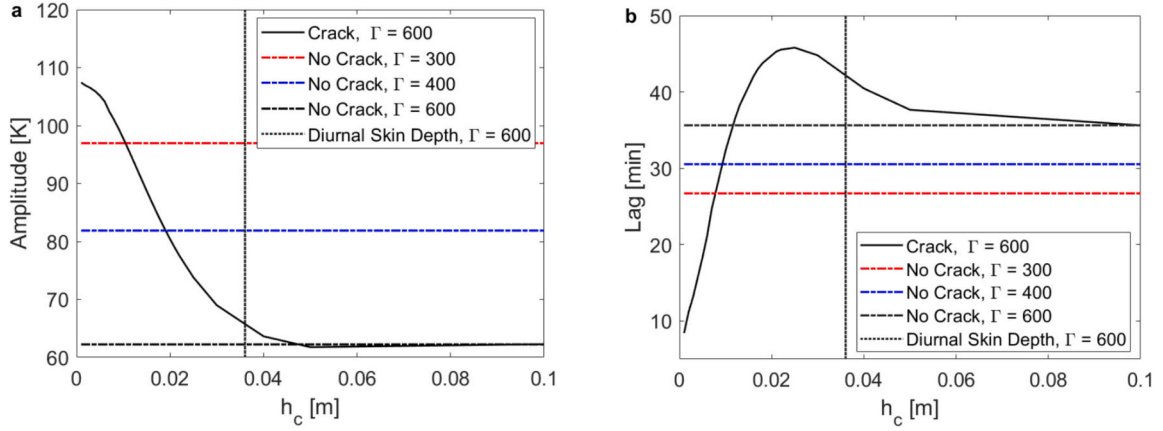 a
120
110
100
90
80
70
60
Amplitude [K]
Crack, Γ = 600
No Crack, Γ = 300
No Crack, Γ = 400
No Crack, Γ = 600
Diurnal Skin Depth, Γ = 600
0
0.02
0.04
0.06
0.08
0.1
h_c [m]
b
50
40
30
20
10
Lag [min]
Crack, Γ = 600
No Crack, Γ = 300
No Crack, Γ = 400
No Crack, Γ = 600
Diurnal Skin Depth, Γ = 600
0
0.02
0.04
0.06
0.08
0.1
h_c [m]